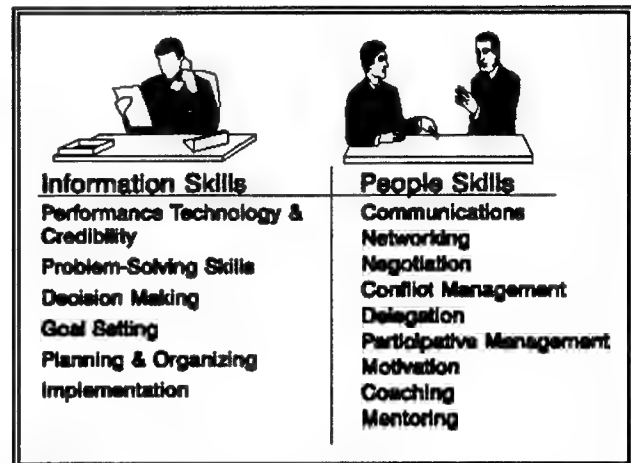 Information Skills
Performance Technology &
Credibility
Problem-Solving Skills
Decision Making
Goal Setting
Planning & Organizing
Implementation
People Skills
Communications
Networking
Negotiation
Conflict Management
Delegation
Participative Management
Motivation
Coaching
Mentoring